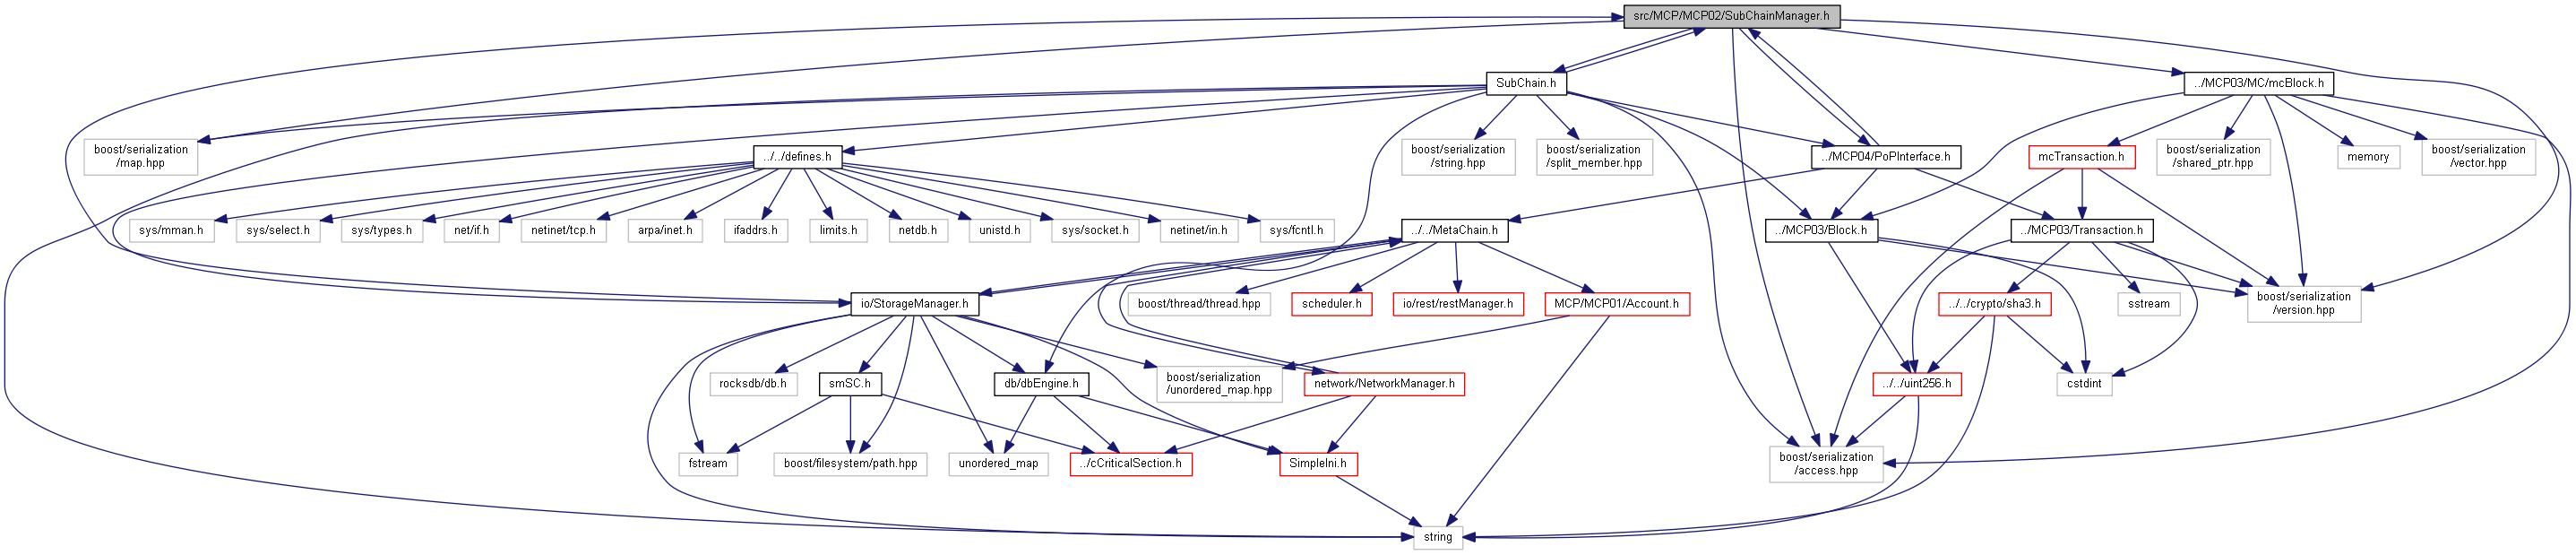 src/MCP/MCP02/SubChainManager.h
SubChain.h
../MCP03/MC/mcBlock.h
boost/serialization
/map.hpp
../../defines.h
boost/serialization
/string.hpp
boost/serialization
/split_member.hpp
../MCP04/PoPInterface.h
mcTransaction.h
boost/serialization
/shared_ptr.hpp
memory
boost/serialization
/vector.hpp
sys/mman.h
sys/select.h
sys/types.h
net/if.h
netinet/tcp.h
arpa/inet.h
ifaddrs.h
limits.h
netdb.h
unistd.h
sys/socket.h
netinet/in.h
sys/fcntl.h
../../MetaChain.h
../MCP03/Block.h
../MCP03/Transaction.h
io/StorageManager.h
boost/thread/thread.hpp
scheduler.h
io/rest/restManager.h
MCP/MCP01/Account.h
../../crypto/sha3.h
sstream
boost/serialization
/version.hpp
rocksdb/db.h
smSC.h
db/dbEngine.h
boost/serialization
/unordered_map.hpp
network/NetworkManager.h
../../uint256.h
cstdint
fstream
boost/filesystem/path.hpp
unordered_map
../cCriticalSection.h
SimpleIni.h
boost/serialization
/access.hpp
string